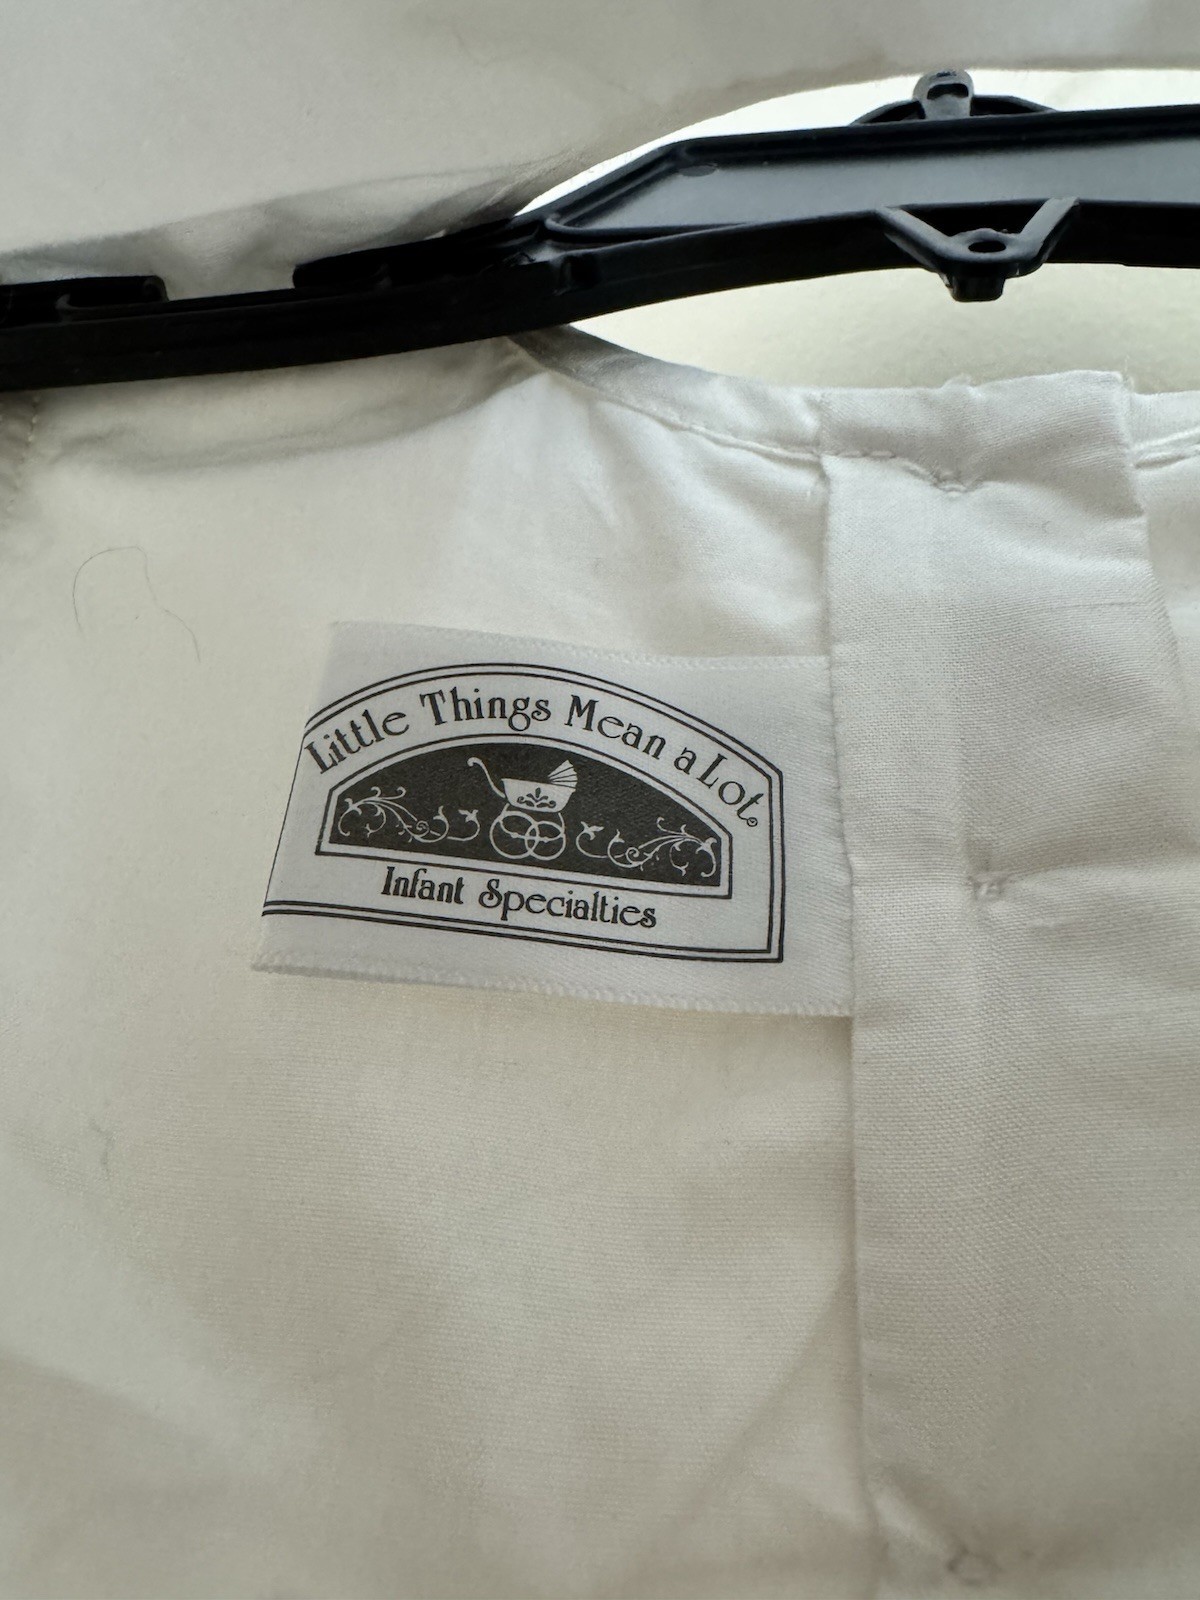 Little Things Mean a Lot®
Infant Specialties